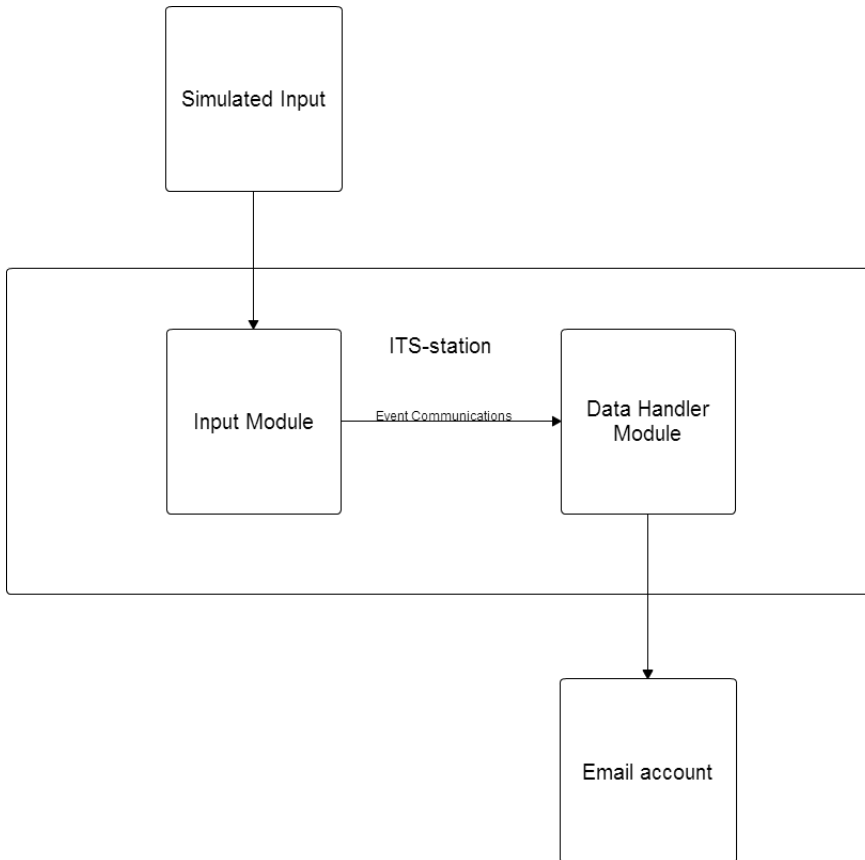 Simulated Input
ITS-station
Input Module
Event Communications
Data Handler
Module
Email account